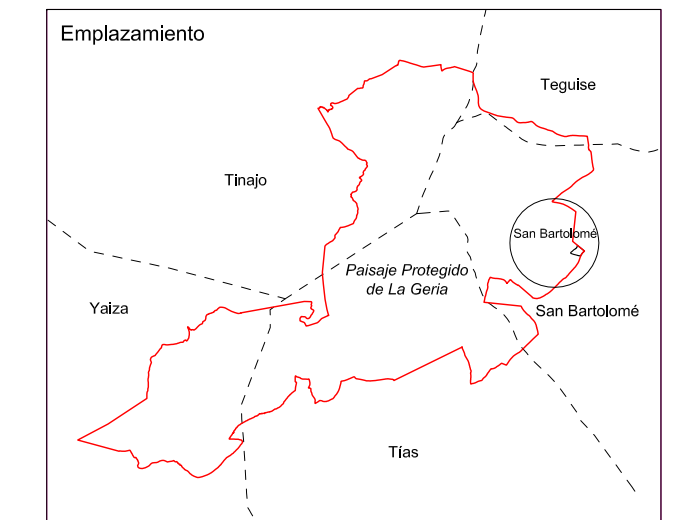 Emplazamiento
Teguise
Tinajo
San Bartolomé
Paisaje Protegido
de La Geria
Yaiza
San Bartolomé
Tías